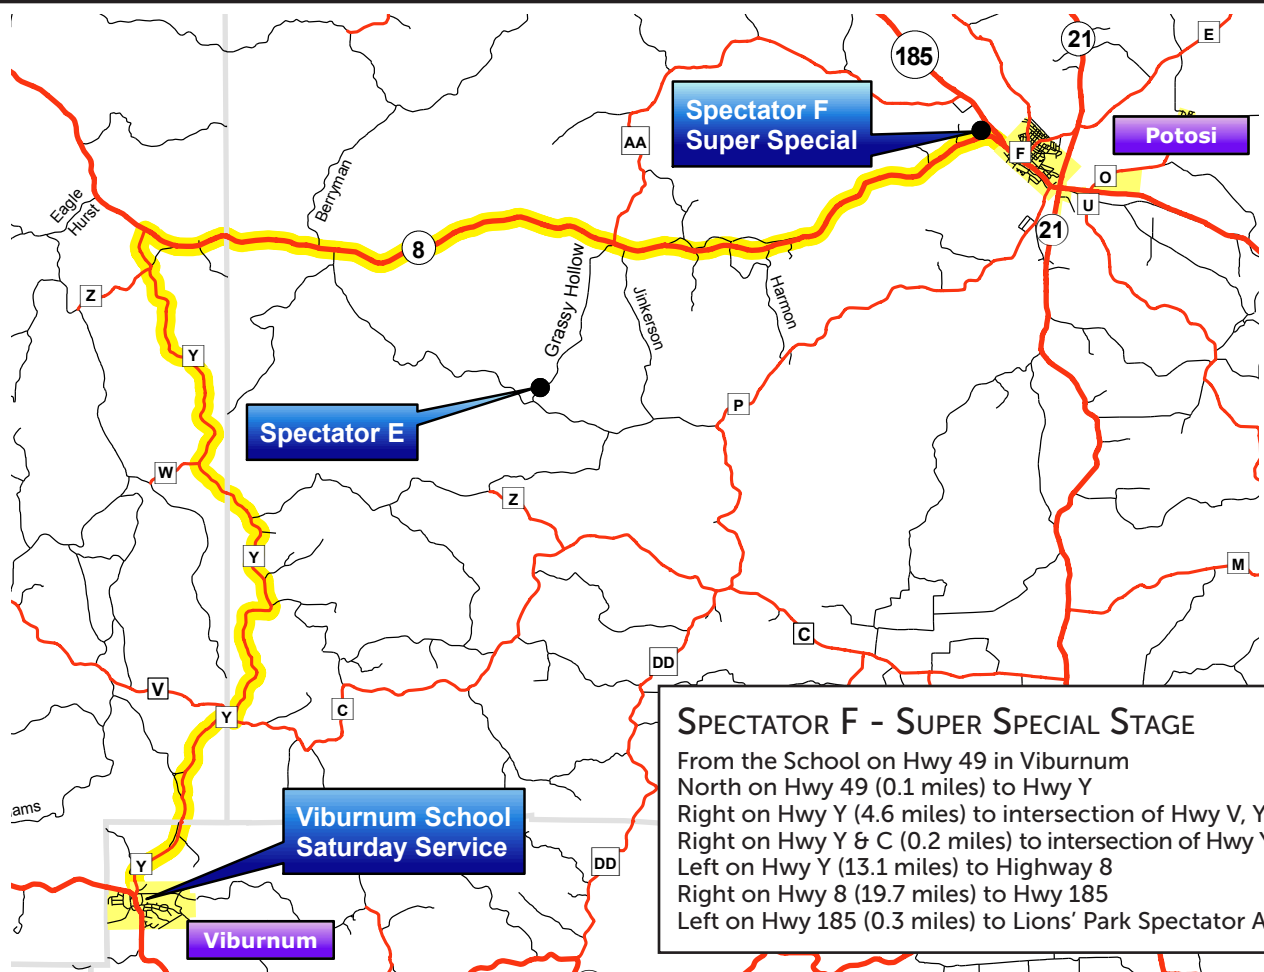 185
21
E
Spectator F
Super Special
AA
Potosi
F
O
U
21
Berryman
Eagle
Hurst
8
Z
Grassy Hollow
Jinkerson
Harmon
Y
Spectator E
P
W
Z
Y
M
C
DD
V
C
Y
ams
Viburnum School
Saturday Service
Y
DD
Viburnum
SPECTATOR F - SUPER SPECIAL STAGE
From the School on Hwy 49 in Viburnum
North on Hwy 49 (0.1 miles) to Hwy Y
Right on Hwy Y (4.6 miles) to intersection of Hwy V, Y
Right on Hwy Y & C (0.2 miles) to intersection of Hwy Y
Left on Hwy Y (13.1 miles) to Highway 8
Right on Hwy 8 (19.7 miles) to Hwy 185
Left on Hwy 185 (0.3 miles) to Lions' Park Spectator A